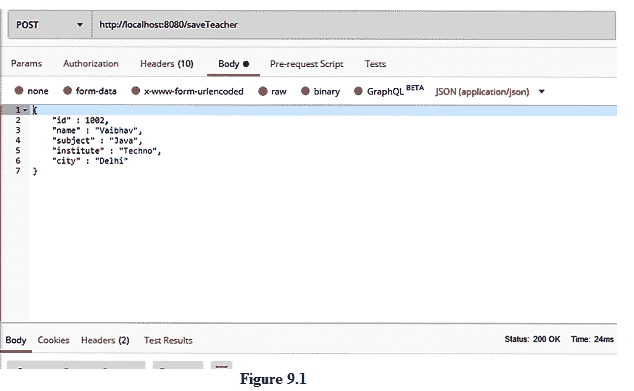 POST http://localhost:8080/saveTeacher
Params Authorization Headers (10) Body Pre-request Script Tests
none form-data x-www-form-urlencoded raw binary GraphQL BETA JSON (application/json)
1 {
2 "id" : 1002,
3 "name" : "Vaibhav",
4 "subject" : "Java",
5 "institute" : "Techno",
6 "city" : "Delhi"
7 }
Body Cookies Headers (2) Test Results Status: 200 OK Time: 24ms
Figure 9.1